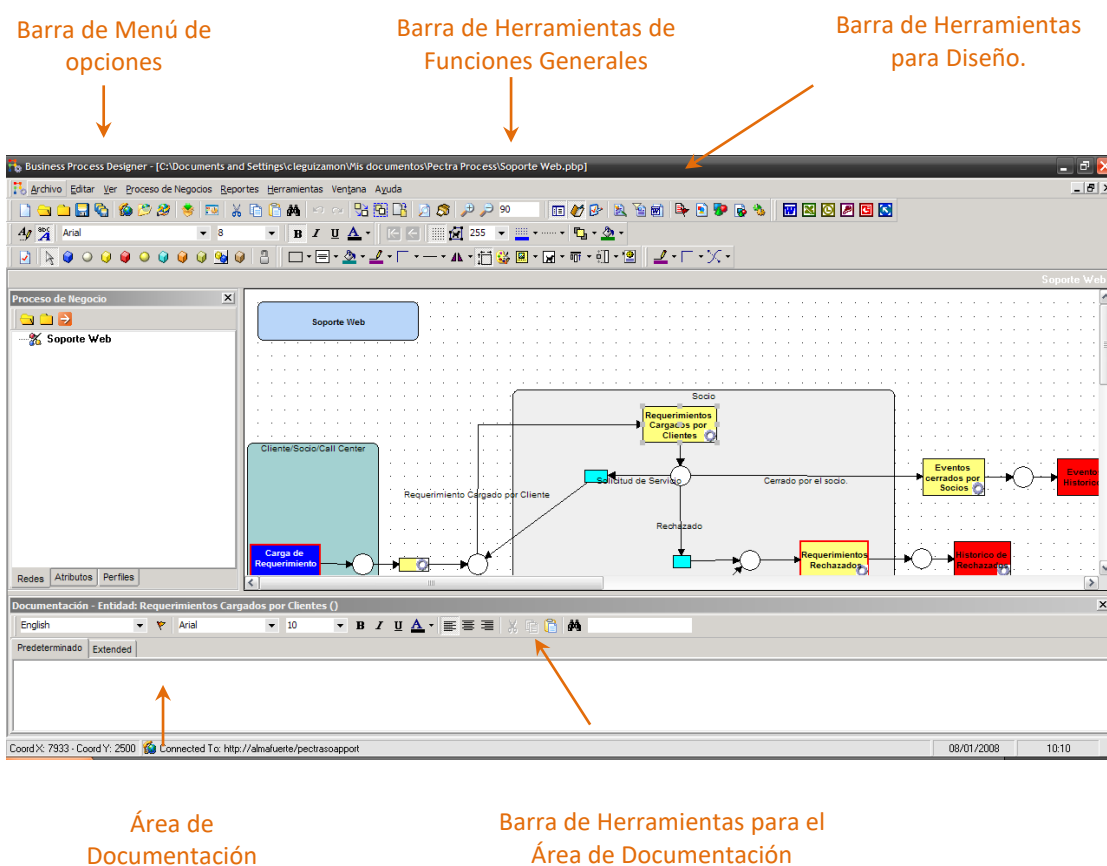 Barra de Menú de
opciones
Barra de Herramientas de
Funciones Generales
Barra de Herramientas
para Diseño.
Business Process Designer - [C:\Documents and Settings\cleguizamon\Mis documentos\Pectra Process\Soporte Web.pbp]
Archivo Editar Ver Proceso de Negocios Reportes Herramientas Ventana Ayuda
90
Arial 8 B I U A 255
Soporte Web
Proceso de Negocio
Soporte Web
Redes Atributos Perfiles
Soporte Web
Socio
Requerimientos
Cargados por
Clientes
Cliente/Socio/Call Center
Solicitud de Servicio
Cerrado por el socio.
Eventos
cerrados por
Socios
Requerimiento Cargado por Cliente
Rechazado
Carga de
Requerimiento
Requerimientos
Rechazados
Historico de
Rechazados
Documentación - Entidad: Requerimientos Cargados por Clientes ()
English Arial 10 B I U A
Predeterminado Extended
Coord X: 7933 - Coord Y: 2500 Connected To: http://almafuerte/pectrasoapport 08/01/2008 10:10
Área de
Documentación
Barra de Herramientas para el
Área de Documentación